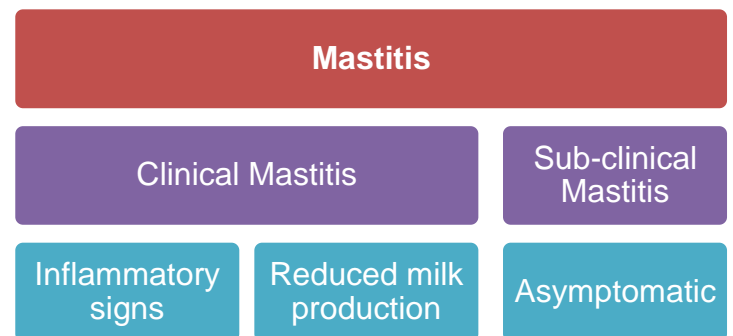 Mastitis
Clinical Mastitis
Sub-clinical
Mastitis
Inflammatory
signs
Reduced milk
production
Asymptomatic